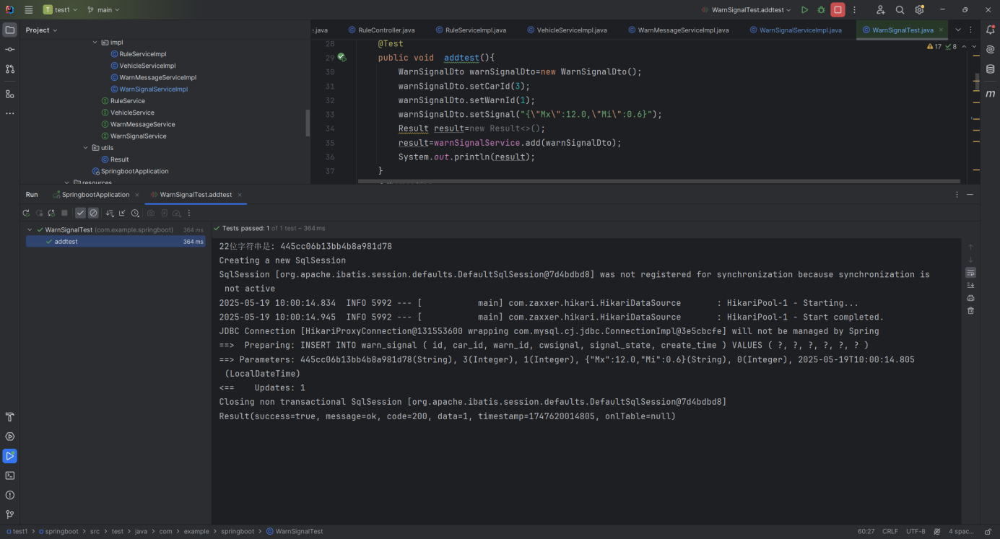 T test1 main WarnSignalTest.addtest
Project
impl
RuleServiceImpl
VehicleServiceImpl
WarnMessageServiceImpl
WarnSignalServiceImpl
RuleService
VehicleService
WarnMessageService
WarnSignalService
utils
Result
SpringbootApplication
resources
.java RuleController.java RuleServiceImpl.java VehicleServiceImpl.java WarnMessageServiceImpl.java WarnSignalServiceImpl.java WarnSignalTest.java
17 8
28 @Test
29 public void addtest(){
30 WarnSignalDto warnSignalDto=new WarnSignalDto();
31 warnSignalDto.setCarId(3);
32 warnSignalDto.setWarnId(1);
33 warnSignalDto.setSignal("{\"Mx\":12.0,\"Mi\":0.6}");
34 Result result=new Result<>();
35 result=warnSignalService.add(warnSignalDto);
36 System.out.println(result);
37 }
Run SpringbootApplication WarnSignalTest.addtest
WarnSignalTest (com.example.springboot) 364 ms
addtest 364 ms
Tests passed: 1 of 1 test – 364 ms
22位字符串是: 445cc06b13bb4b8a981d78
Creating a new SqlSession
SqlSession [org.apache.ibatis.session.defaults.DefaultSqlSession@7d4bdbd8] was not registered for synchronization because synchronization is
not active
2025-05-19 10:00:14.834 INFO 5992 --- [ main] com.zaxxer.hikari.HikariDataSource : HikariPool-1 - Starting...
2025-05-19 10:00:14.945 INFO 5992 --- [ main] com.zaxxer.hikari.HikariDataSource : HikariPool-1 - Start completed.
JDBC Connection [HikariProxyConnection@131553600 wrapping com.mysql.cj.jdbc.ConnectionImpl@3e5cbcfe] will not be managed by Spring
==> Preparing: INSERT INTO warn_signal ( id, car_id, warn_id, cwsignal, signal_state, create_time ) VALUES ( ?, ?, ?, ?, ?, ? )
==> Parameters: 445cc06b13bb4b8a981d78(String), 3(Integer), 1(Integer), {"Mx":12.0,"Mi":0.6}(String), 0(Integer), 2025-05-19T10:00:14.805
(LocalDateTime)
<== Updates: 1
Closing non transactional SqlSession [org.apache.ibatis.session.defaults.DefaultSqlSession@7d4bdbd8]
Result(success=true, message=ok, code=200, data=1, timestamp=1747620014805, onlTable=null)
test1 > springboot > src > test > java > com > example > springboot > WarnSignalTest 60:27 CRLF UTF-8 4 spac...